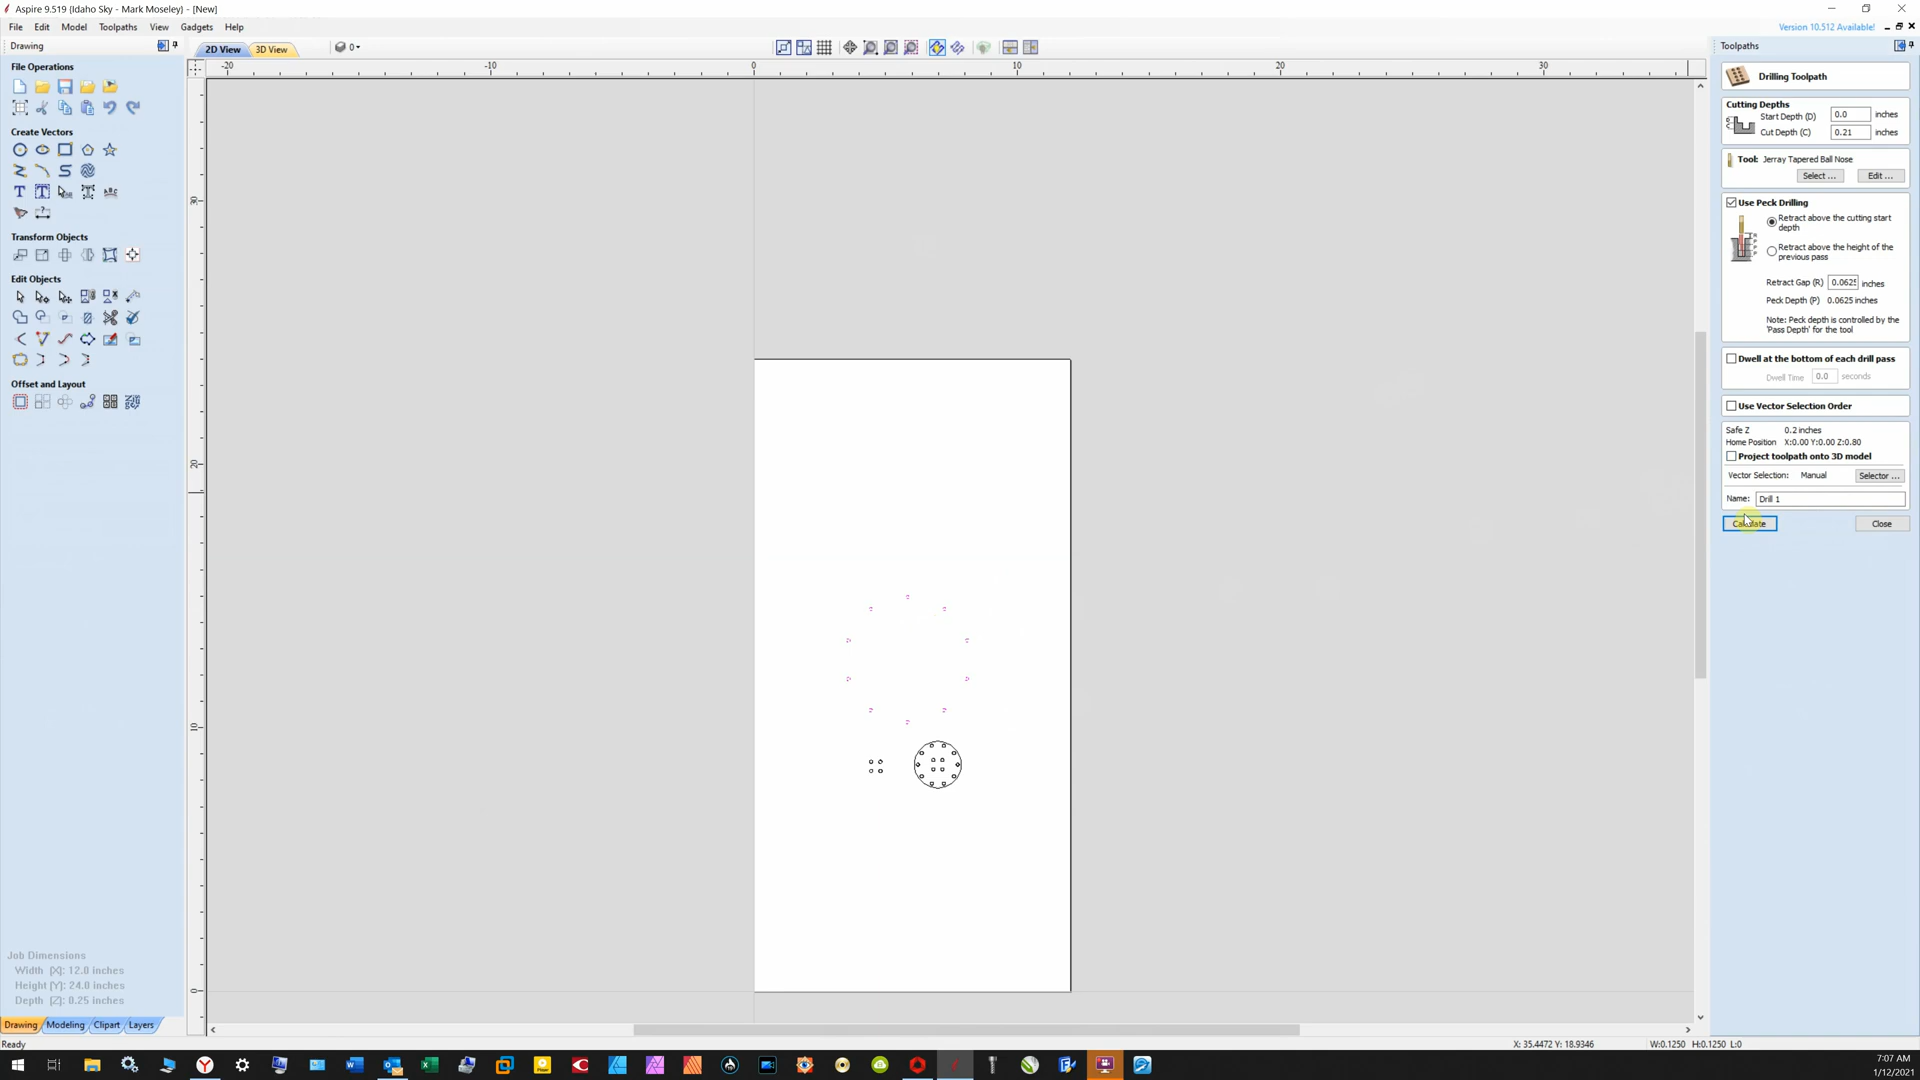 Aspire 9.519 (Idaho Sky - Mark Moseley) - [New]
File Edit Model Toolpaths View Gadgets Help
Version 10.512 Available!
Drawing
2D View
3D View
0
Toolpaths
File Operations
Create Vectors
Transform Objects
Edit Objects
Offset and Layout
Job Dimensions
Width (X): 12.0 inches
Height (Y): 24.0 inches
Depth (Z): 0.25 inches
Drawing Modeling Clipart Layers
Ready
-20 -10 0 10 20 30
30
20
10
0
Drilling Toolpath
Cutting Depths
Start Depth (D) 0.0 inches
Cut Depth (C) 0.21 inches
Tool: Jerray Tapered Ball Nose
Select ... Edit ...
Use Peck Drilling
Retract above the cutting start
depth
Retract above the height of the
previous pass
Retract Gap (R) 0.0625 inches
Peck Depth (P) 0.0625 inches
Note: Peck depth is controlled by the
'Pass Depth' for the tool
Dwell at the bottom of each drill pass
Dwell Time 0.0 seconds
Use Vector Selection Order
Safe Z 0.2 inches
Home Position X:0.00 Y:0.00 Z:0.80
Project toolpath onto 3D model
Vector Selection: Manual Selector ...
Name: Drill 1
Calculate Close
X: 35.4472 Y: 18.9346
W:0.1250 H:0.1250 L:0
7:07 AM
1/12/2021